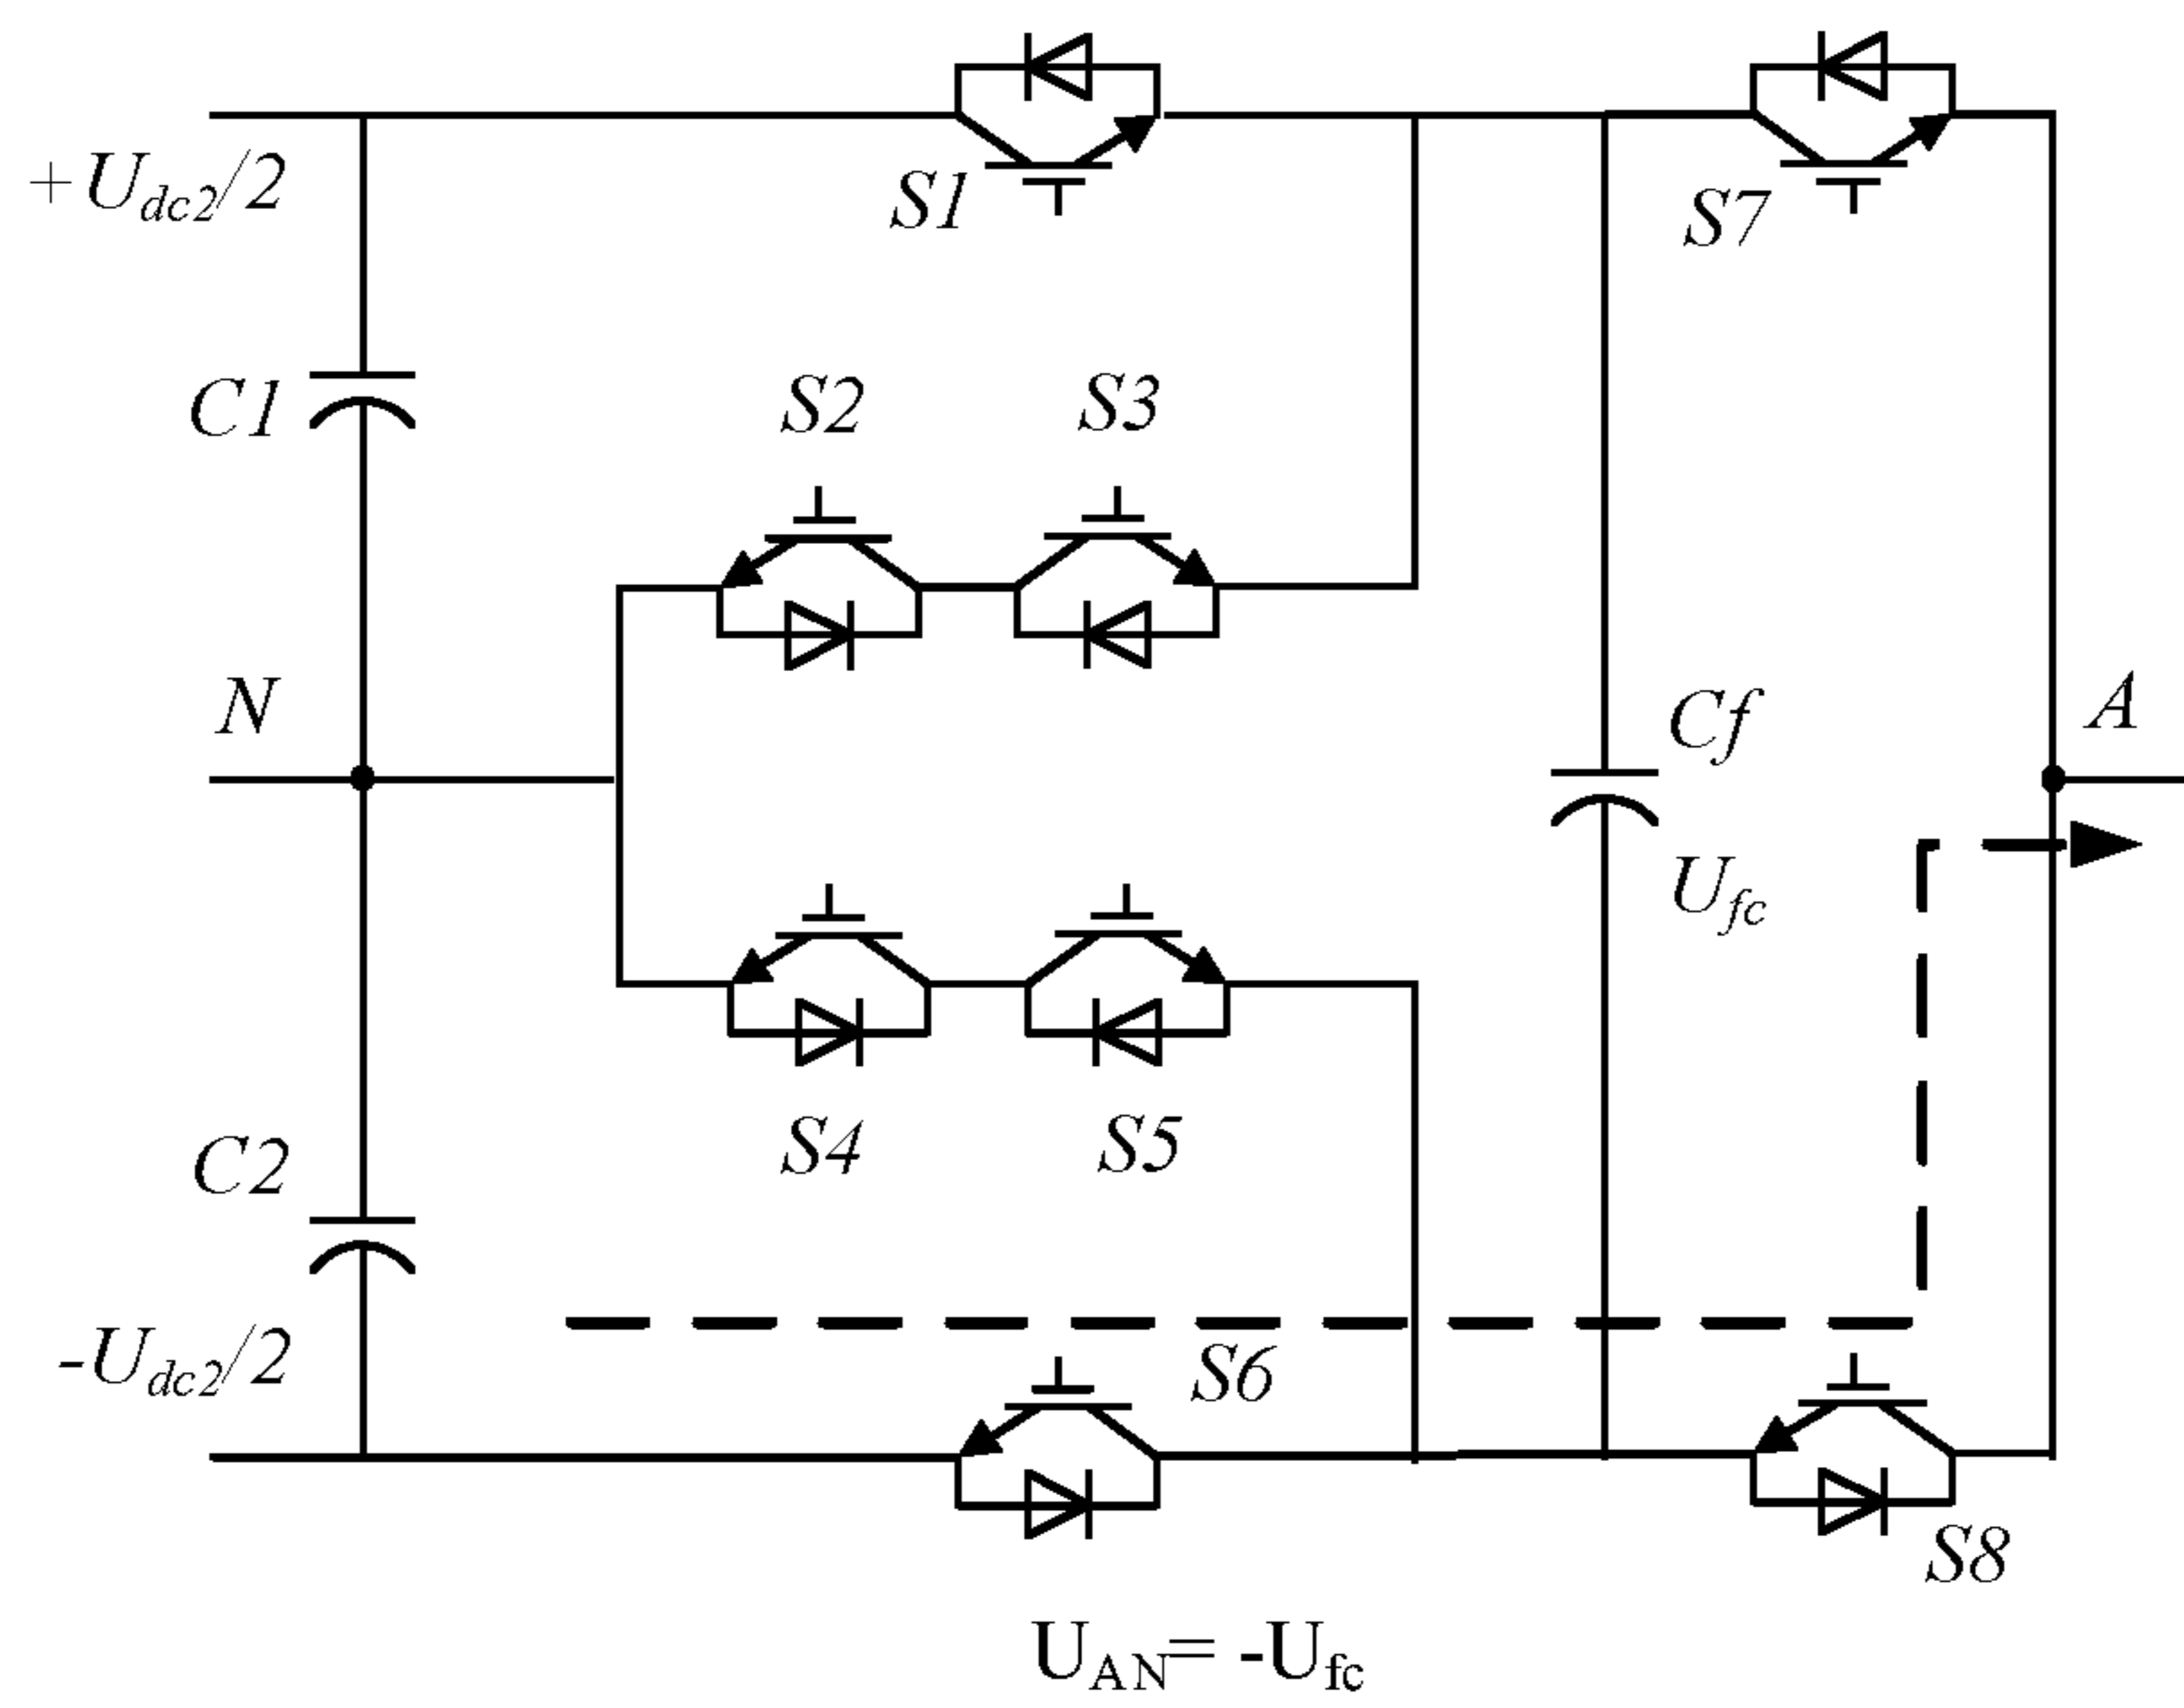 +Udc2/2
S1
S7
C1
S2
S3
N
Cf
A
Ufc
S4
S5
C2
-Udc2/2
S6
S8
UAN= -Ufc